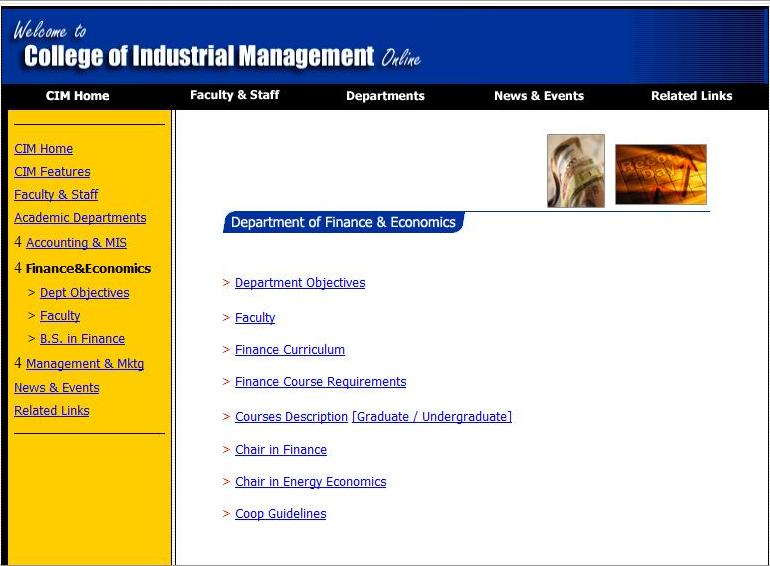 Welcome to
College of Industrial Management Online
CIM Home Faculty & Staff Departments News & Events Related Links
CIM Home
CIM Features
Faculty & Staff
Academic Departments
4 Accounting & MIS
4 Finance&Economics
> Dept Objectives
> Faculty
> B.S. in Finance
4 Management & Mktg
News & Events
Related Links
Record Day
Department of Finance & Economics
> Department Objectives
> Faculty
> Finance Curriculum
> Finance Course Requirements
> Courses Description [Graduate / Undergraduate]
> Chair in Finance
> Chair in Energy Economics
> Coop Guidelines